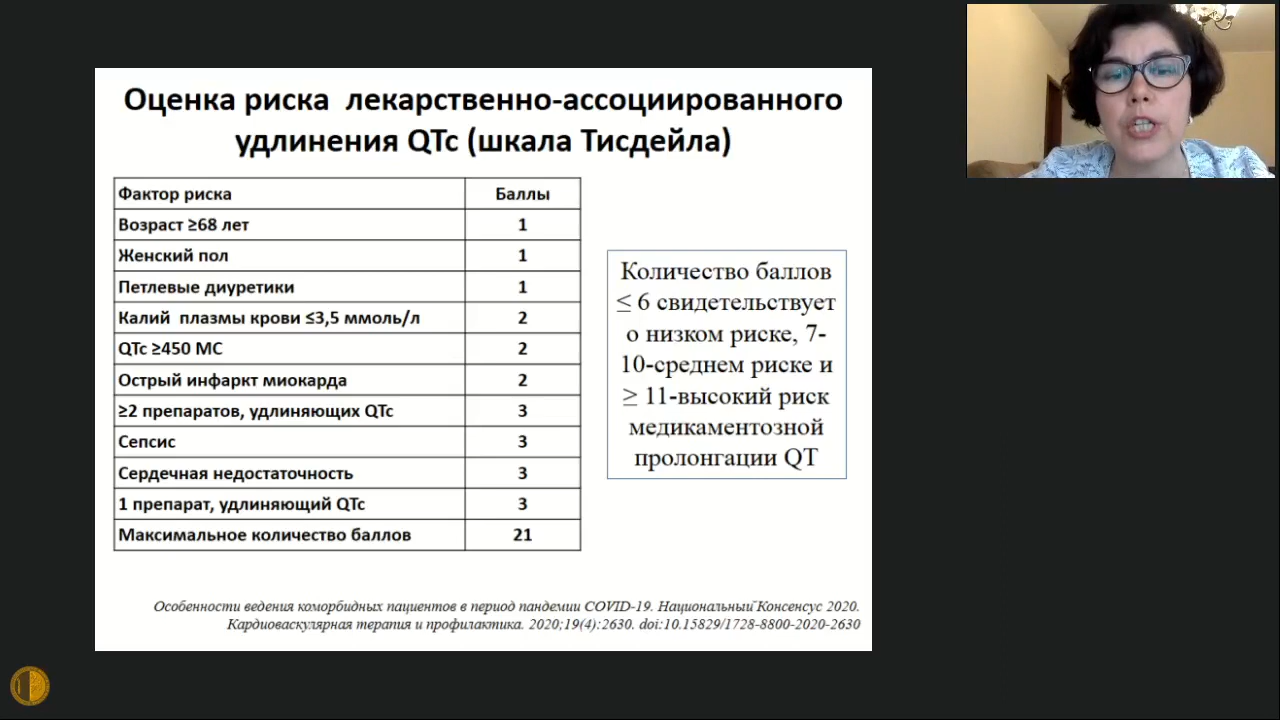 Оценка риска лекарственно-ассоциированного
удлинения QTc (шкала Тисдейла)
Фактор риска Баллы
Возраст ≥68 лет 1
Женский пол 1
Петлевые диуретики 1
Калий плазмы крови ≤3,5 ммоль/л 2
QTc ≥450 МС 2
Острый инфаркт миокарда 2
≥2 препаратов, удлиняющих QTc 3
Сепсис 3
Сердечная недостаточность 3
1 препарат, удлиняющий QTc 3
Максимальное количество баллов 21
Количество баллов
≤ 6 свидетельствует
о низком риске, 7-
10-среднем риске и
≥ 11-высокий риск
медикаментозной
пролонгации QT
Особенности ведения коморбидных пациентов в период пандемии COVID-19. Национальный Консенсус 2020.
Кардиоваскулярная терапия и профилактика. 2020;19(4):2630. doi:10.15829/1728-8800-2020-2630